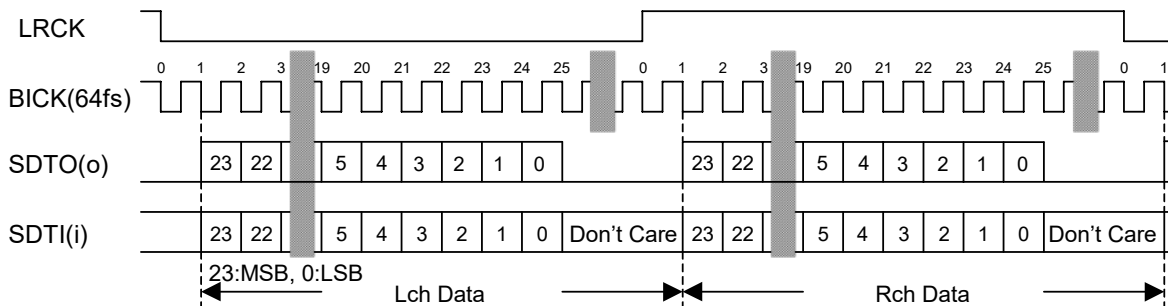 LRCK
0 1 2 3 19 20 21 22 23 24 25 0 1 2 3 19 20 21 22 23 24 25 0 1
BICK(64fs)
SDTO(o) 23 22 5 4 3 2 1 0 23 22 5 4 3 2 1 0
SDTI(i) 23 22 5 4 3 2 1 0 Don't Care 23 22 5 4 3 2 1 0 Don't Care
23:MSB, 0:LSB
Lch Data Rch Data